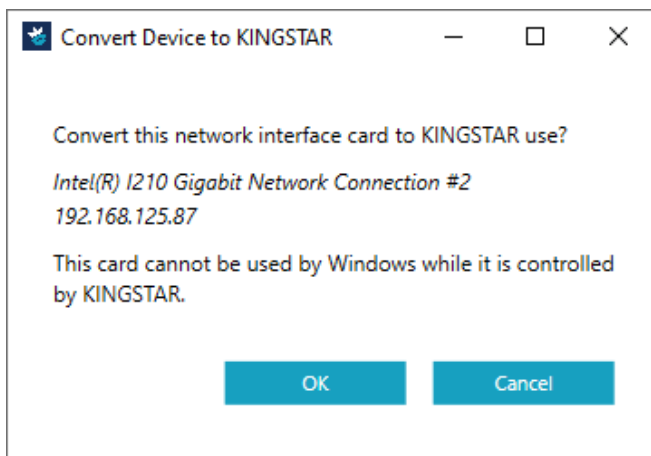 Convert Device to KINGSTAR
Convert this network interface card to KINGSTAR use?
Intel(R) I210 Gigabit Network Connection #2
192.168.125.87
This card cannot be used by Windows while it is controlled
by KINGSTAR.
OK
Cancel